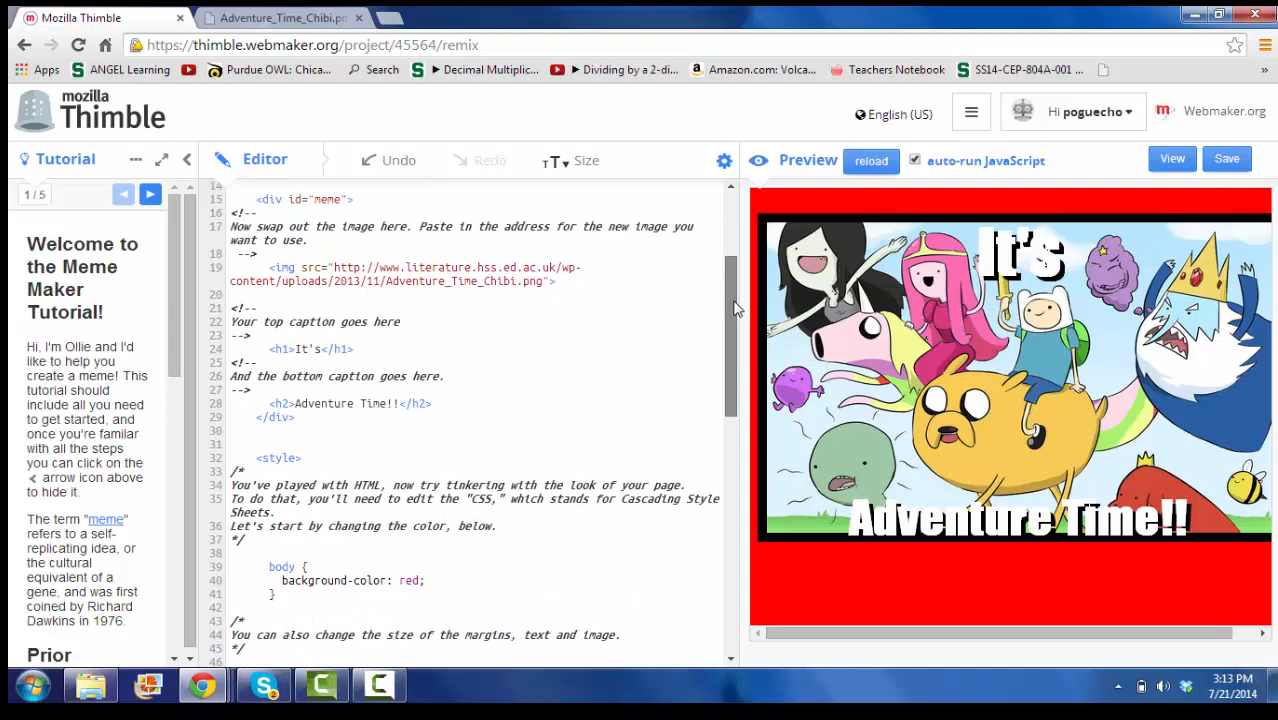 Mozilla Thimble
Adventure_Time_Chibi.pn
https://thimble.webmaker.org/project/45564/remix
Apps ANGEL Learning Purdue OWL: Chica... Search ► Decimal Multiplic... ► Dividing by a 2-di... Amazon.com: Volca... Teachers Notebook SS14-CEP-804A-001 ... »
mozilla
Thimble
English (US)
Hi poguecho ▾
Webmaker.org
Tutorial
Editor
Undo
Redo
Size
Preview
reload
auto-run JavaScript
View
Save
1 / 5
Welcome to
the Meme
Maker
Tutorial!
Hi, I'm Ollie and I'd
like to help you
create a meme! This
tutorial should
include all you need
to get started, and
once you're familar
with all the steps
you can click on the
arrow icon above
to hide it.
The term "meme"
refers to a self-
replicating idea, or
the cultural
equivalent of a
gene, and was first
coined by Richard
Dawkins in 1976.
Prior
14
15 <div id="meme">
16 <!--
17 Now swap out the image here. Paste in the address for the new image you
want to use.
18 -->
19 <img src="http://www.literature.hss.ed.ac.uk/wp-
content/uploads/2013/11/Adventure_Time_Chibi.png">
20
21 <!--
22 Your top caption goes here
23 -->
24 <h1>It's</h1>
25 <!--
26 And the bottom caption goes here.
27 -->
28 <h2>Adventure Time!!</h2>
29 </div>
30
31
32 <style>
33 /*
34 You've played with HTML, now try tinkering with the look of your page.
35 To do that, you'll need to edit the "CSS," which stands for Cascading Style
Sheets.
36 Let's start by changing the color, below.
37 */
38
39 body {
40 background-color: red;
41 }
42
43 /*
44 You can also change the size of the margins, text and image.
45 */
46
It's
Adventure Time!!
3:13 PM
7/21/2014